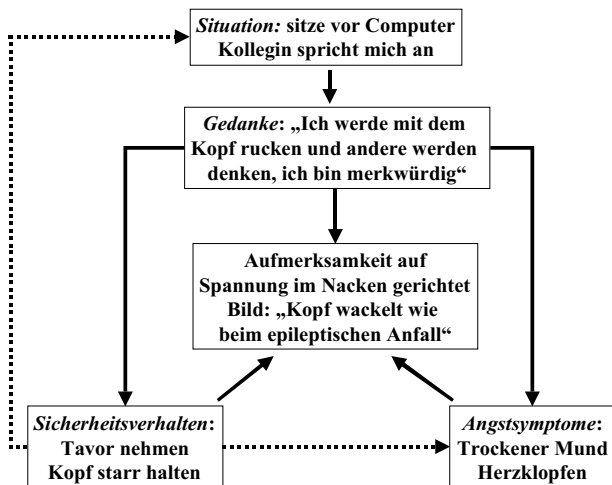 Situation: sitze vor Computer
Kollegin spricht mich an
Gedanke: „Ich werde mit dem
Kopf rucken und andere werden
denken, ich bin merkwürdig“
Aufmerksamkeit auf
Spannung im Nacken gerichtet
Bild: „Kopf wackelt wie
beim epileptischen Anfall“
Sicherheitsverhalten:
Tavor nehmen
Kopf starr halten
Angstsymptome:
Trockener Mund
Herzklopfen